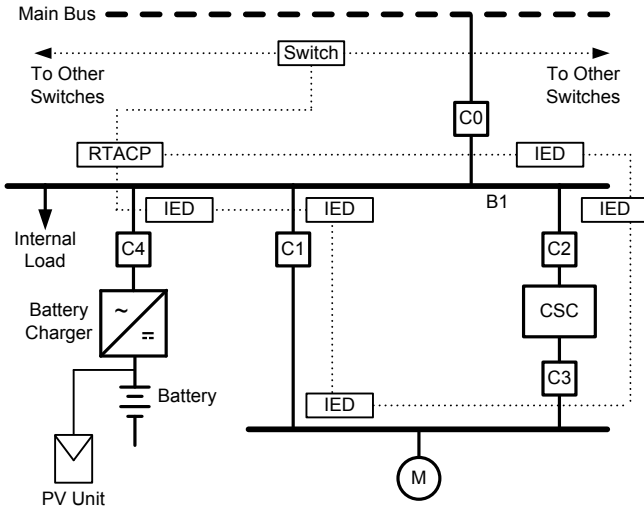 Main Bus
Switch
To Other
Switches
To Other
Switches
C0
RTACP
IED
B1
IED
IED
IED
Internal
Load
C4
C1
C2
Battery
Charger
~
=
CSC
C3
Battery
IED
M
PV Unit